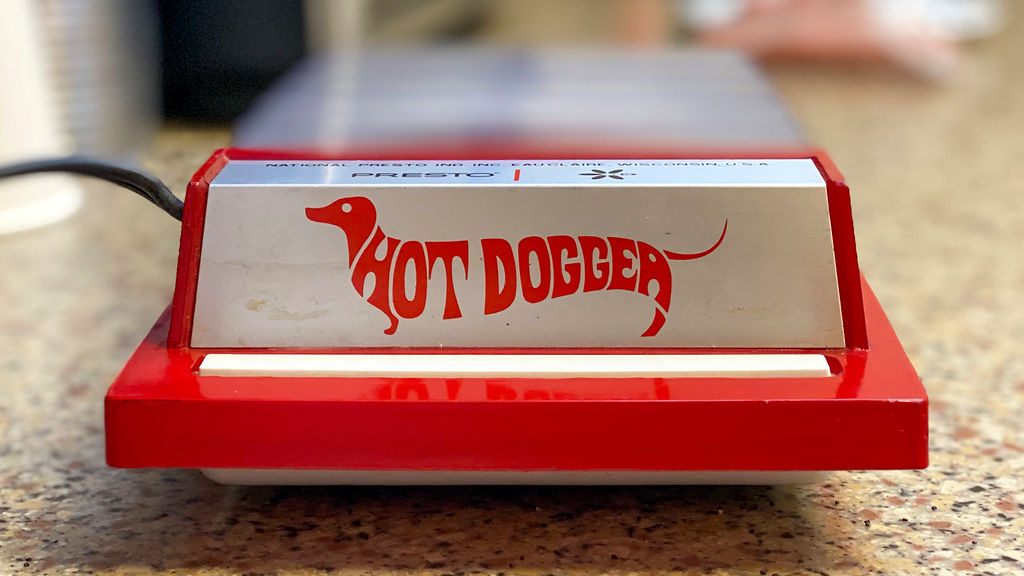 NATIONAL PRESTO IND. INC. EAU CLAIRE, WISCONSIN, U.S.A.
PRESTO
HOT DOGGER